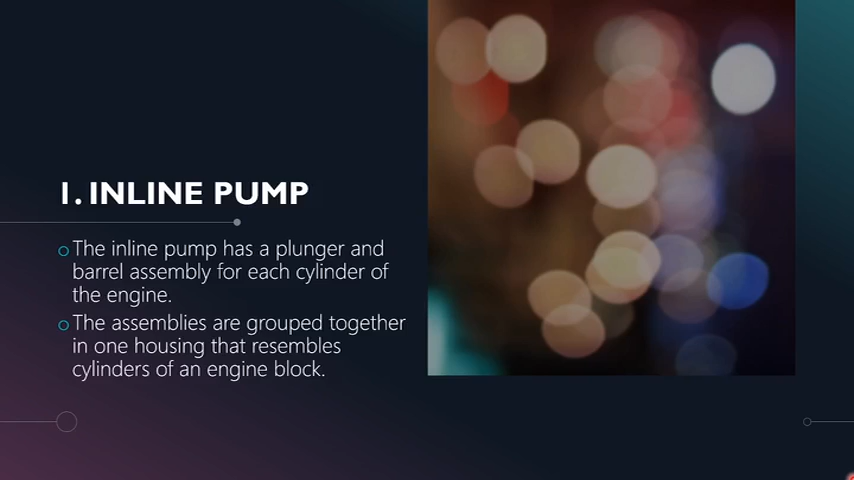 1. INLINE PUMP
The inline pump has a plunger and
barrel assembly for each cylinder of
the engine.
The assemblies are grouped together
in one housing that resembles
cylinders of an engine block.